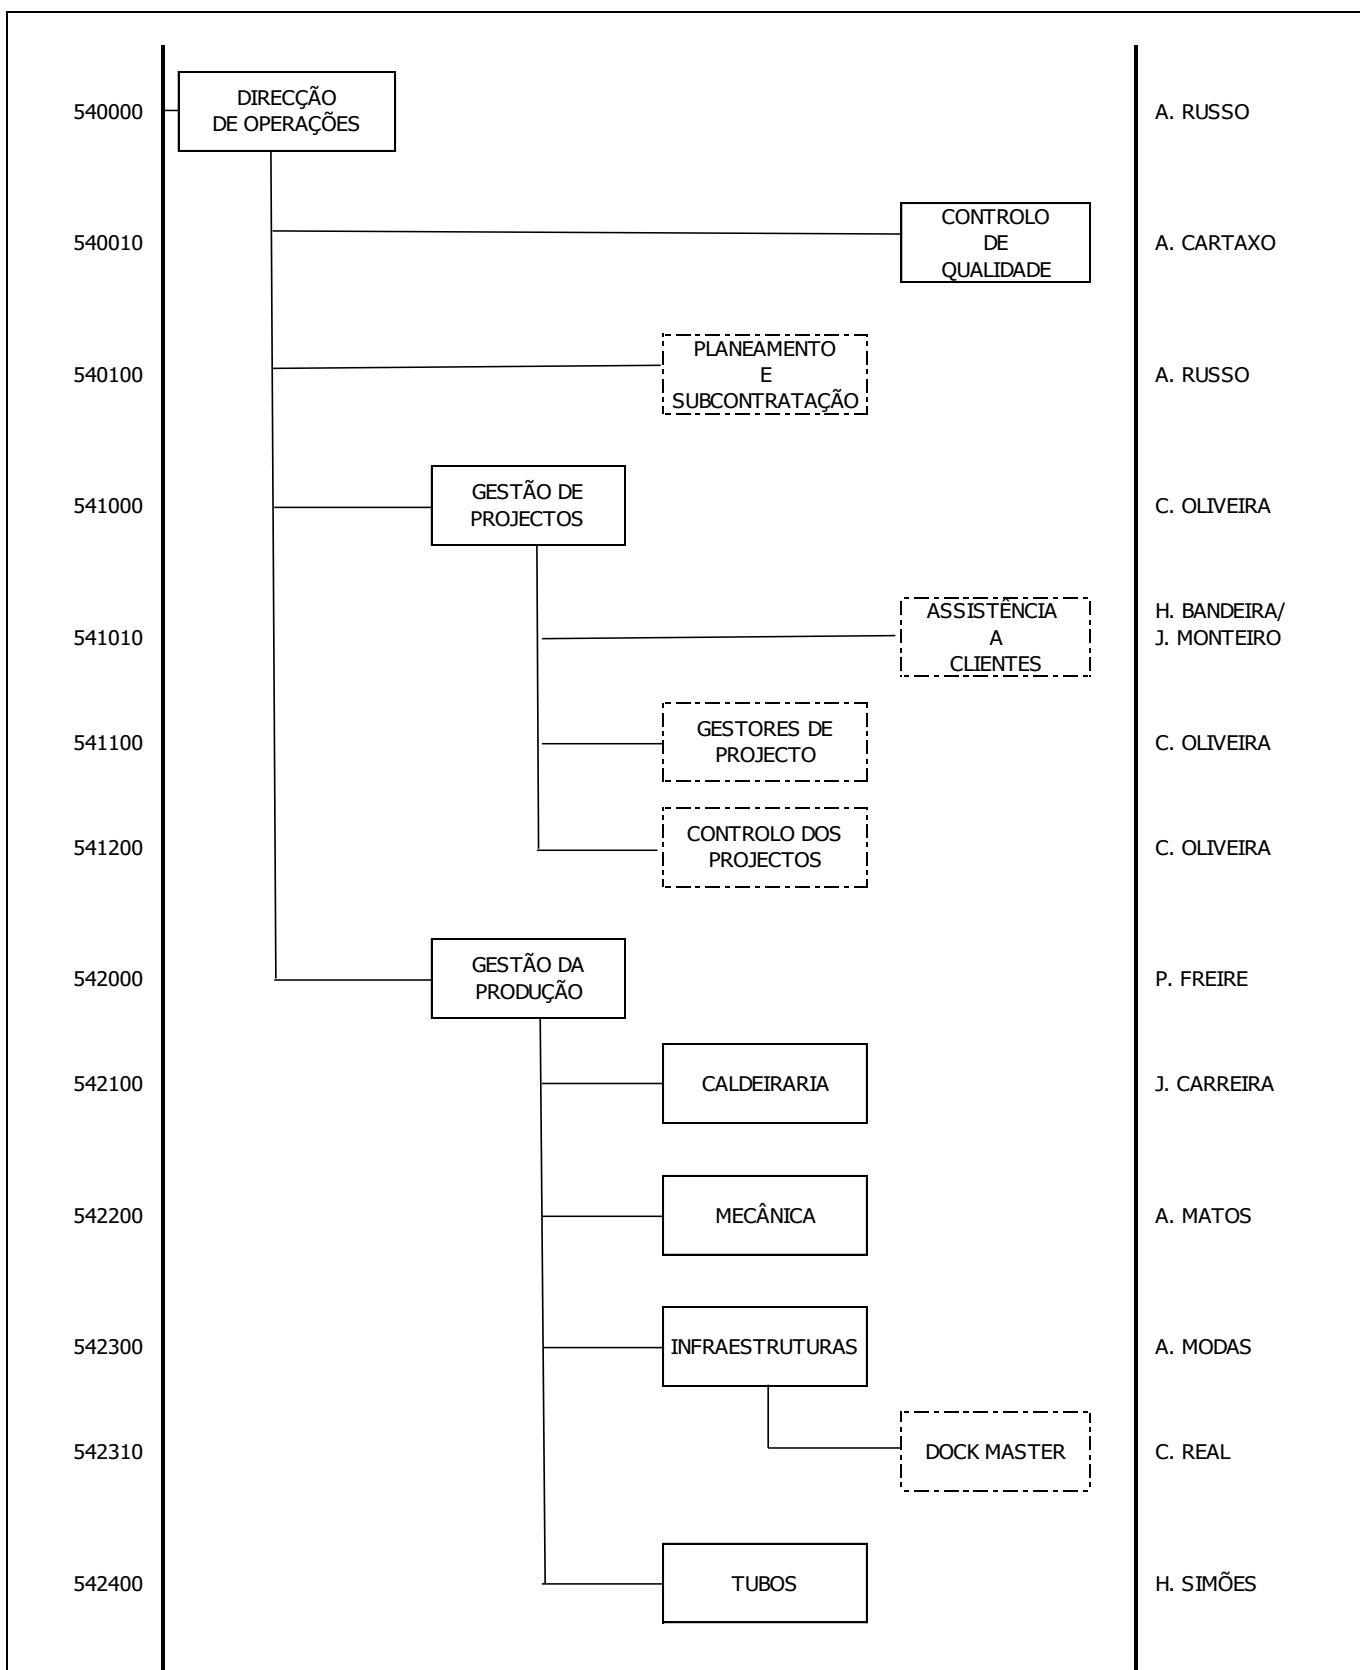 540000
DIRECÇÃO
DE OPERAÇÕES
A. RUSSO
540010
CONTROLO
DE
QUALIDADE
A. CARTAXO
540100
PLANEAMENTO
E
SUBCONTRATAÇÃO
A. RUSSO
541000
GESTÃO DE
PROJECTOS
C. OLIVEIRA
541010
ASSISTÊNCIA
A
CLIENTES
H. BANDEIRA/
J. MONTEIRO
541100
GESTORES DE
PROJECTO
C. OLIVEIRA
541200
CONTROLO DOS
PROJECTOS
C. OLIVEIRA
542000
GESTÃO DA
PRODUÇÃO
P. FREIRE
542100
CALDEIRARIA
J. CARREIRA
542200
MECÂNICA
A. MATOS
542300
INFRAESTRUTURAS
A. MODAS
542310
DOCK MASTER
C. REAL
542400
TUBOS
H. SIMÕES